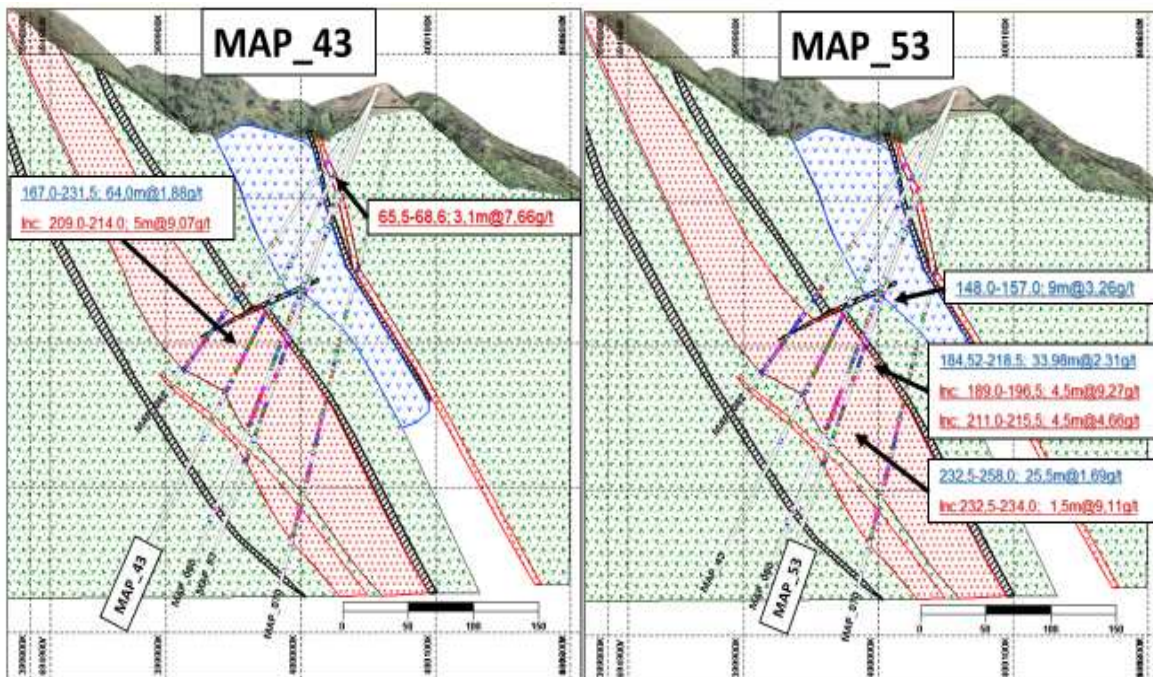 MAP_43
167,0-231,5; 64,0m@1,88g/t
Inc: 209,0-214,0; 5m@9,07g/t
65,5-68,6; 3,1m@7,66g/t
MAP_43
MAP_070
0 50 100 150
MAP_53
148.0-157.0; 9m@3,26g/t
184,52-218,5; 33,98m@2,31g/t
Inc: 189,0-196,5; 4,5m@9,27g/t
Inc: 211,0-215,5; 4,5m@4,66g/t
232,5-258,0; 25,5m@1,69g/t
Inc:232,5-234,0; 1,5m@9,11g/t
MAP_43
MAP_53
MAP_070
0 50 100 150